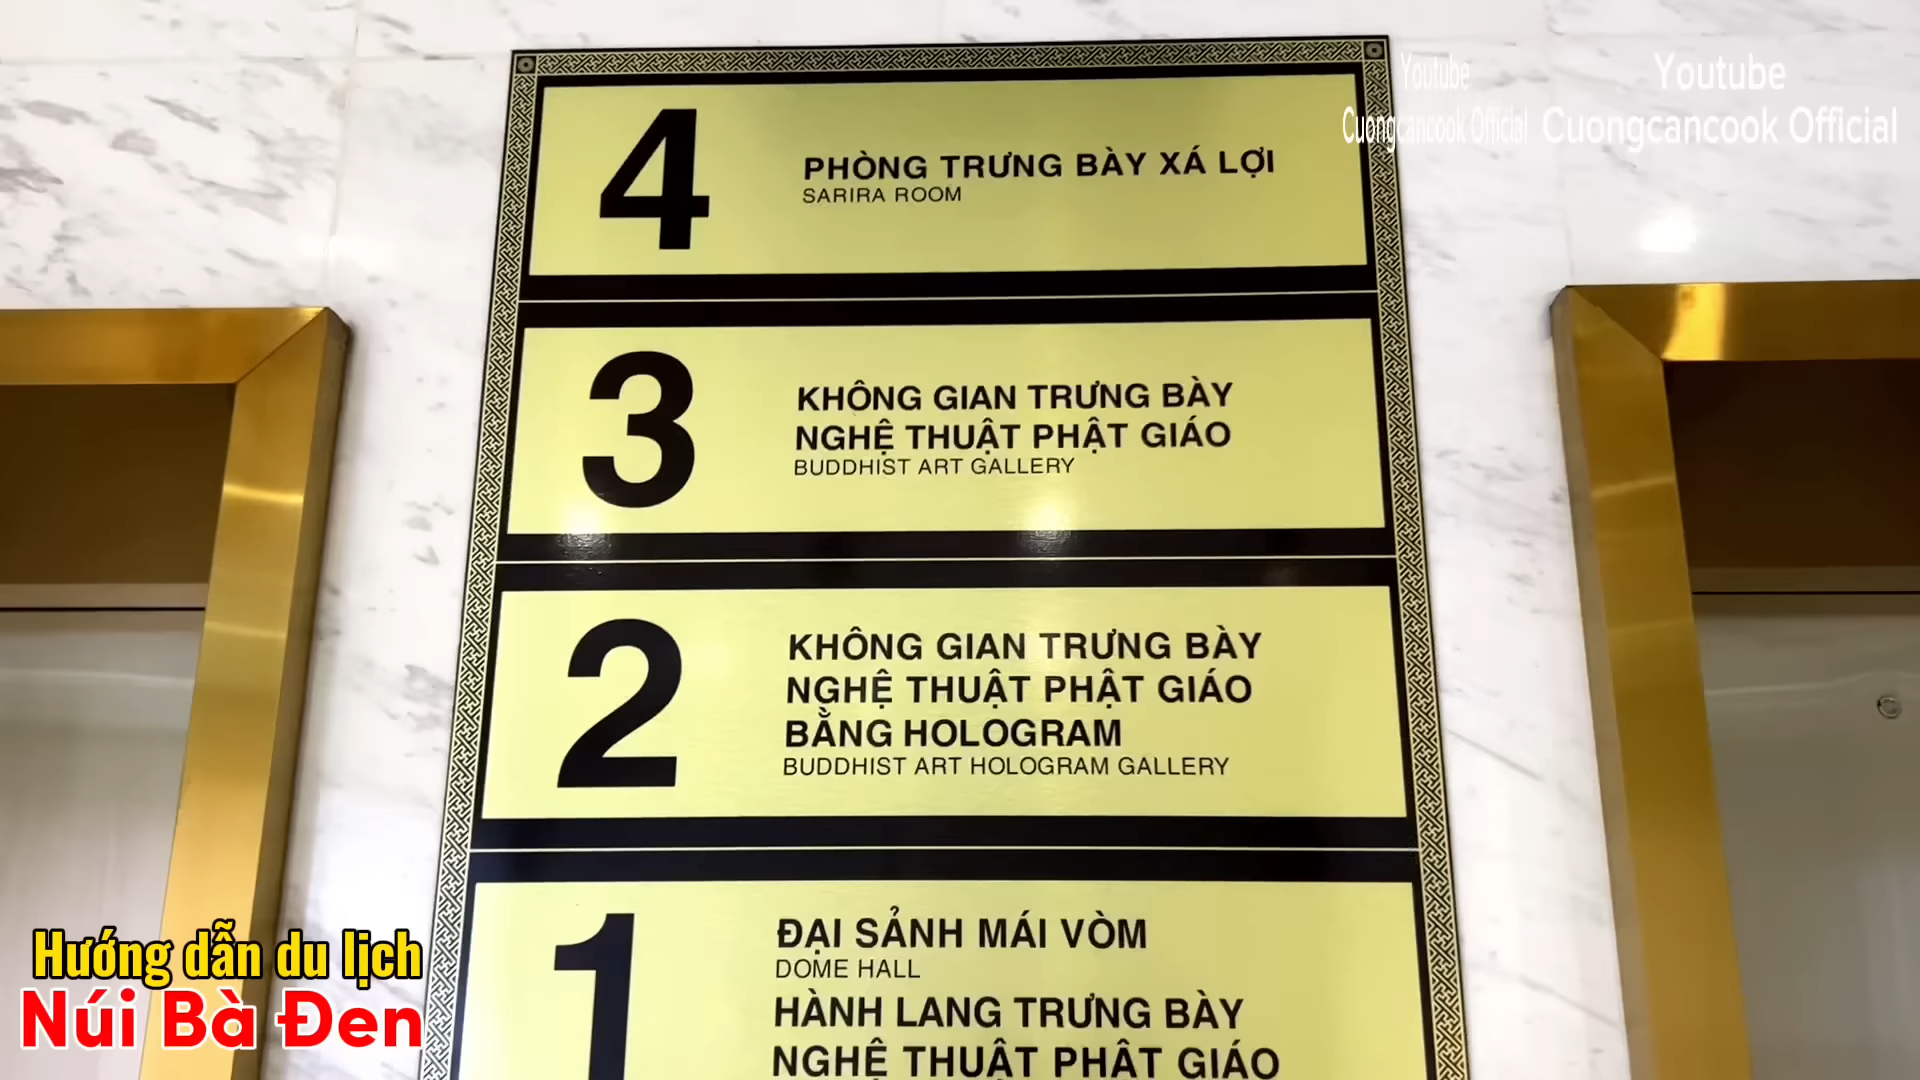 Youtube
Cuongcancook Official
Youtube
Cuongcancook Official
4
PHÒNG TRƯNG BÀY XÁ LỢI
SARIRA ROOM
3
KHÔNG GIAN TRƯNG BÀY
NGHỆ THUẬT PHẬT GIÁO
BUDDHIST ART GALLERY
2
KHÔNG GIAN TRƯNG BÀY
NGHỆ THUẬT PHẬT GIÁO
BẰNG HOLOGRAM
BUDDHIST ART HOLOGRAM GALLERY
1
ĐẠI SẢNH MÁI VÒM
DOME HALL
HÀNH LANG TRƯNG BÀY
NGHỆ THUẬT PHẬT GIÁO
Hướng dẫn du lịch
Núi Bà Đen